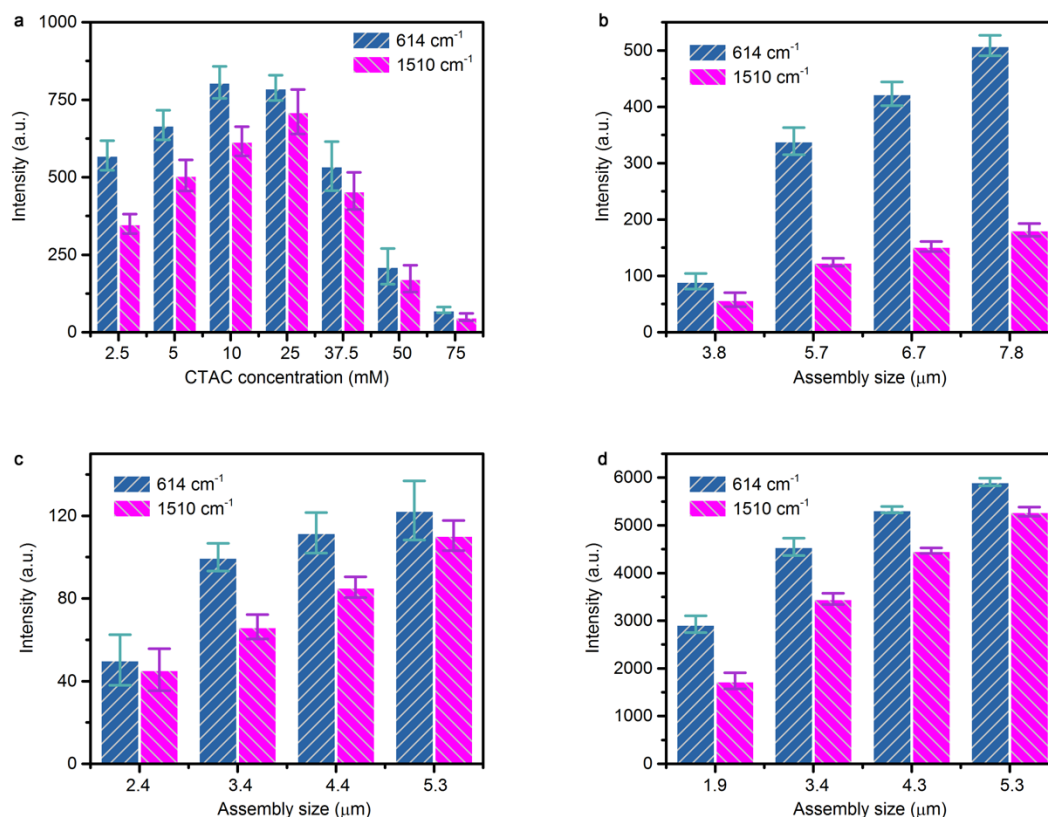 a
1000
750
500
250
0
Intensity (a.u.)
614 cm⁻¹
1510 cm⁻¹
2.5 5 10 25 37.5 50 75
CTAC concentration (mM)
b
500
400
300
200
100
0
Intensity (a.u.)
614 cm⁻¹
1510 cm⁻¹
3.8 5.7 6.7 7.8
Assembly size (μm)
c
120
80
40
0
Intensity (a.u.)
614 cm⁻¹
1510 cm⁻¹
2.4 3.4 4.4 5.3
Assembly size (μm)
d
6000
5000
4000
3000
2000
1000
0
Intensity (a.u.)
614 cm⁻¹
1510 cm⁻¹
1.9 3.4 4.3 5.3
Assembly size (μm)